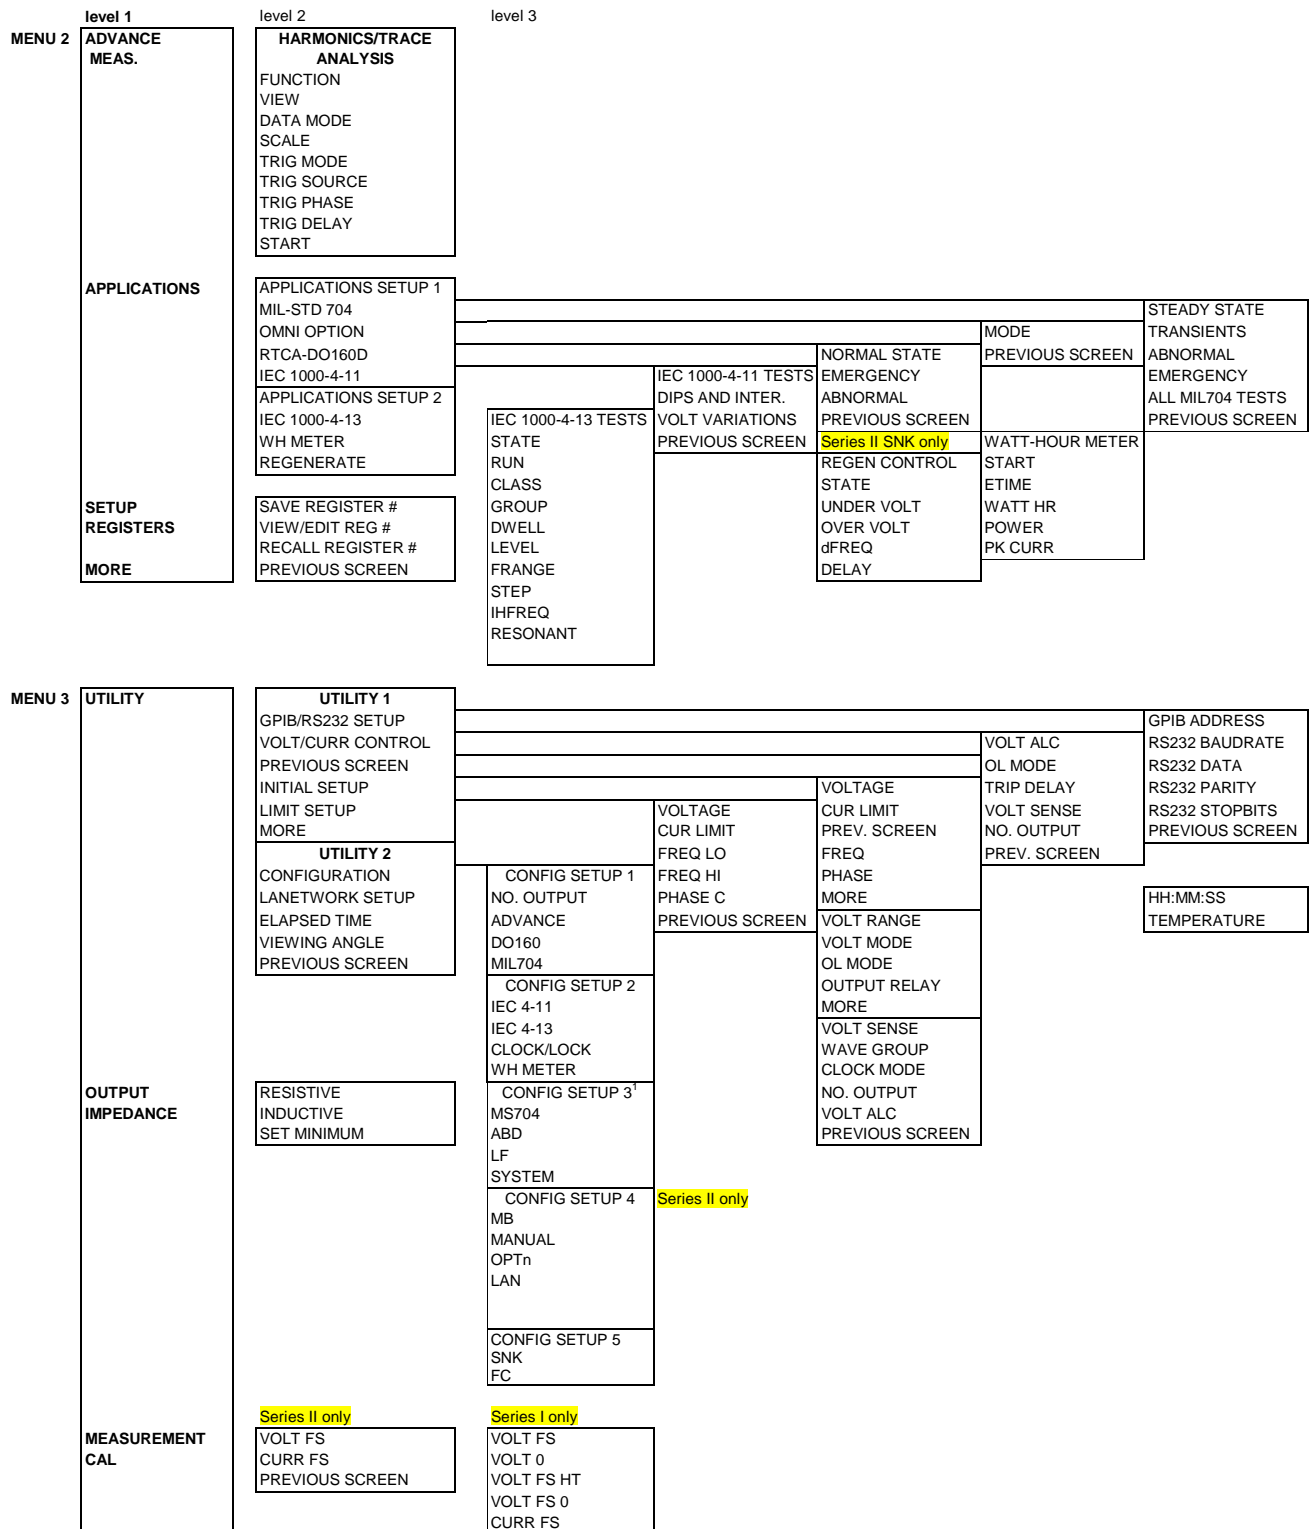 level 1 level 2 level 3
MENU 2 ADVANCE HARMONICS/TRACE
MEAS. ANALYSIS
FUNCTION
VIEW
DATA MODE
SCALE
TRIG MODE
TRIG SOURCE
TRIG PHASE
TRIG DELAY
START
APPLICATIONS APPLICATIONS SETUP 1
MIL-STD 704 STEADY STATE
OMNI OPTION MODE TRANSIENTS
RTCA-DO160D NORMAL STATE PREVIOUS SCREEN ABNORMAL
IEC 1000-4-11 IEC 1000-4-11 TESTS EMERGENCY EMERGENCY
APPLICATIONS SETUP 2 DIPS AND INTER. ABNORMAL ALL MIL704 TESTS
IEC 1000-4-13 IEC 1000-4-13 TESTS VOLT VARIATIONS PREVIOUS SCREEN PREVIOUS SCREEN
WH METER STATE PREVIOUS SCREEN Series II SNK only WATT-HOUR METER
REGENERATE RUN REGEN CONTROL START
CLASS STATE ETIME
SETUP SAVE REGISTER # GROUP UNDER VOLT WATT HR
REGISTERS VIEW/EDIT REG # DWELL OVER VOLT POWER
RECALL REGISTER # LEVEL dFREQ PK CURR
MORE PREVIOUS SCREEN FRANGE DELAY
STEP
IHFREQ
RESONANT
MENU 3 UTILITY UTILITY 1
GPIB/RS232 SETUP GPIB ADDRESS
VOLT/CURR CONTROL VOLT ALC RS232 BAUDRATE
PREVIOUS SCREEN OL MODE RS232 DATA
INITIAL SETUP VOLTAGE TRIP DELAY RS232 PARITY
LIMIT SETUP VOLTAGE CUR LIMIT VOLT SENSE RS232 STOPBITS
MORE CUR LIMIT PREV. SCREEN NO. OUTPUT PREVIOUS SCREEN
UTILITY 2 FREQ LO FREQ PREV. SCREEN
CONFIGURATION CONFIG SETUP 1 FREQ HI PHASE
LANETWORK SETUP NO. OUTPUT PHASE C MORE HH:MM:SS
ELAPSED TIME ADVANCE PREVIOUS SCREEN VOLT RANGE TEMPERATURE
VIEWING ANGLE DO160 VOLT MODE
PREVIOUS SCREEN MIL704 OL MODE
CONFIG SETUP 2 OUTPUT RELAY
IEC 4-11 MORE
IEC 4-13 VOLT SENSE
CLOCK/LOCK WAVE GROUP
WH METER CLOCK MODE
OUTPUT RESISTIVE CONFIG SETUP 3¹ NO. OUTPUT
IMPEDANCE INDUCTIVE MS704 VOLT ALC
SET MINIMUM ABD PREVIOUS SCREEN
LF
SYSTEM
CONFIG SETUP 4 Series II only
MB
MANUAL
OPTn
LAN
CONFIG SETUP 5
SNK
FC
Series II only Series I only
MEASUREMENT VOLT FS VOLT FS
CAL CURR FS VOLT 0
PREVIOUS SCREEN VOLT FS HT
VOLT FS 0
CURR FS